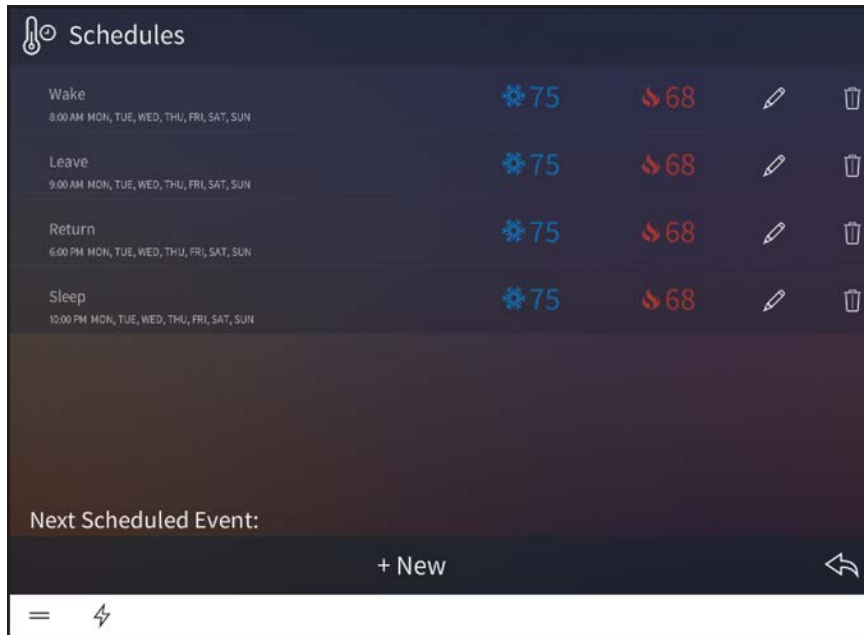 Schedules
Wake
75 68
8:00 AM MON, TUE, WED, THU, FRI, SAT, SUN
Leave
75 68
9:00 AM MON, TUE, WED, THU, FRI, SAT, SUN
Return
75 68
6:00 PM MON, TUE, WED, THU, FRI, SAT, SUN
Sleep
75 68
10:00 PM MON, TUE, WED, THU, FRI, SAT, SUN
Next Scheduled Event:
+ New